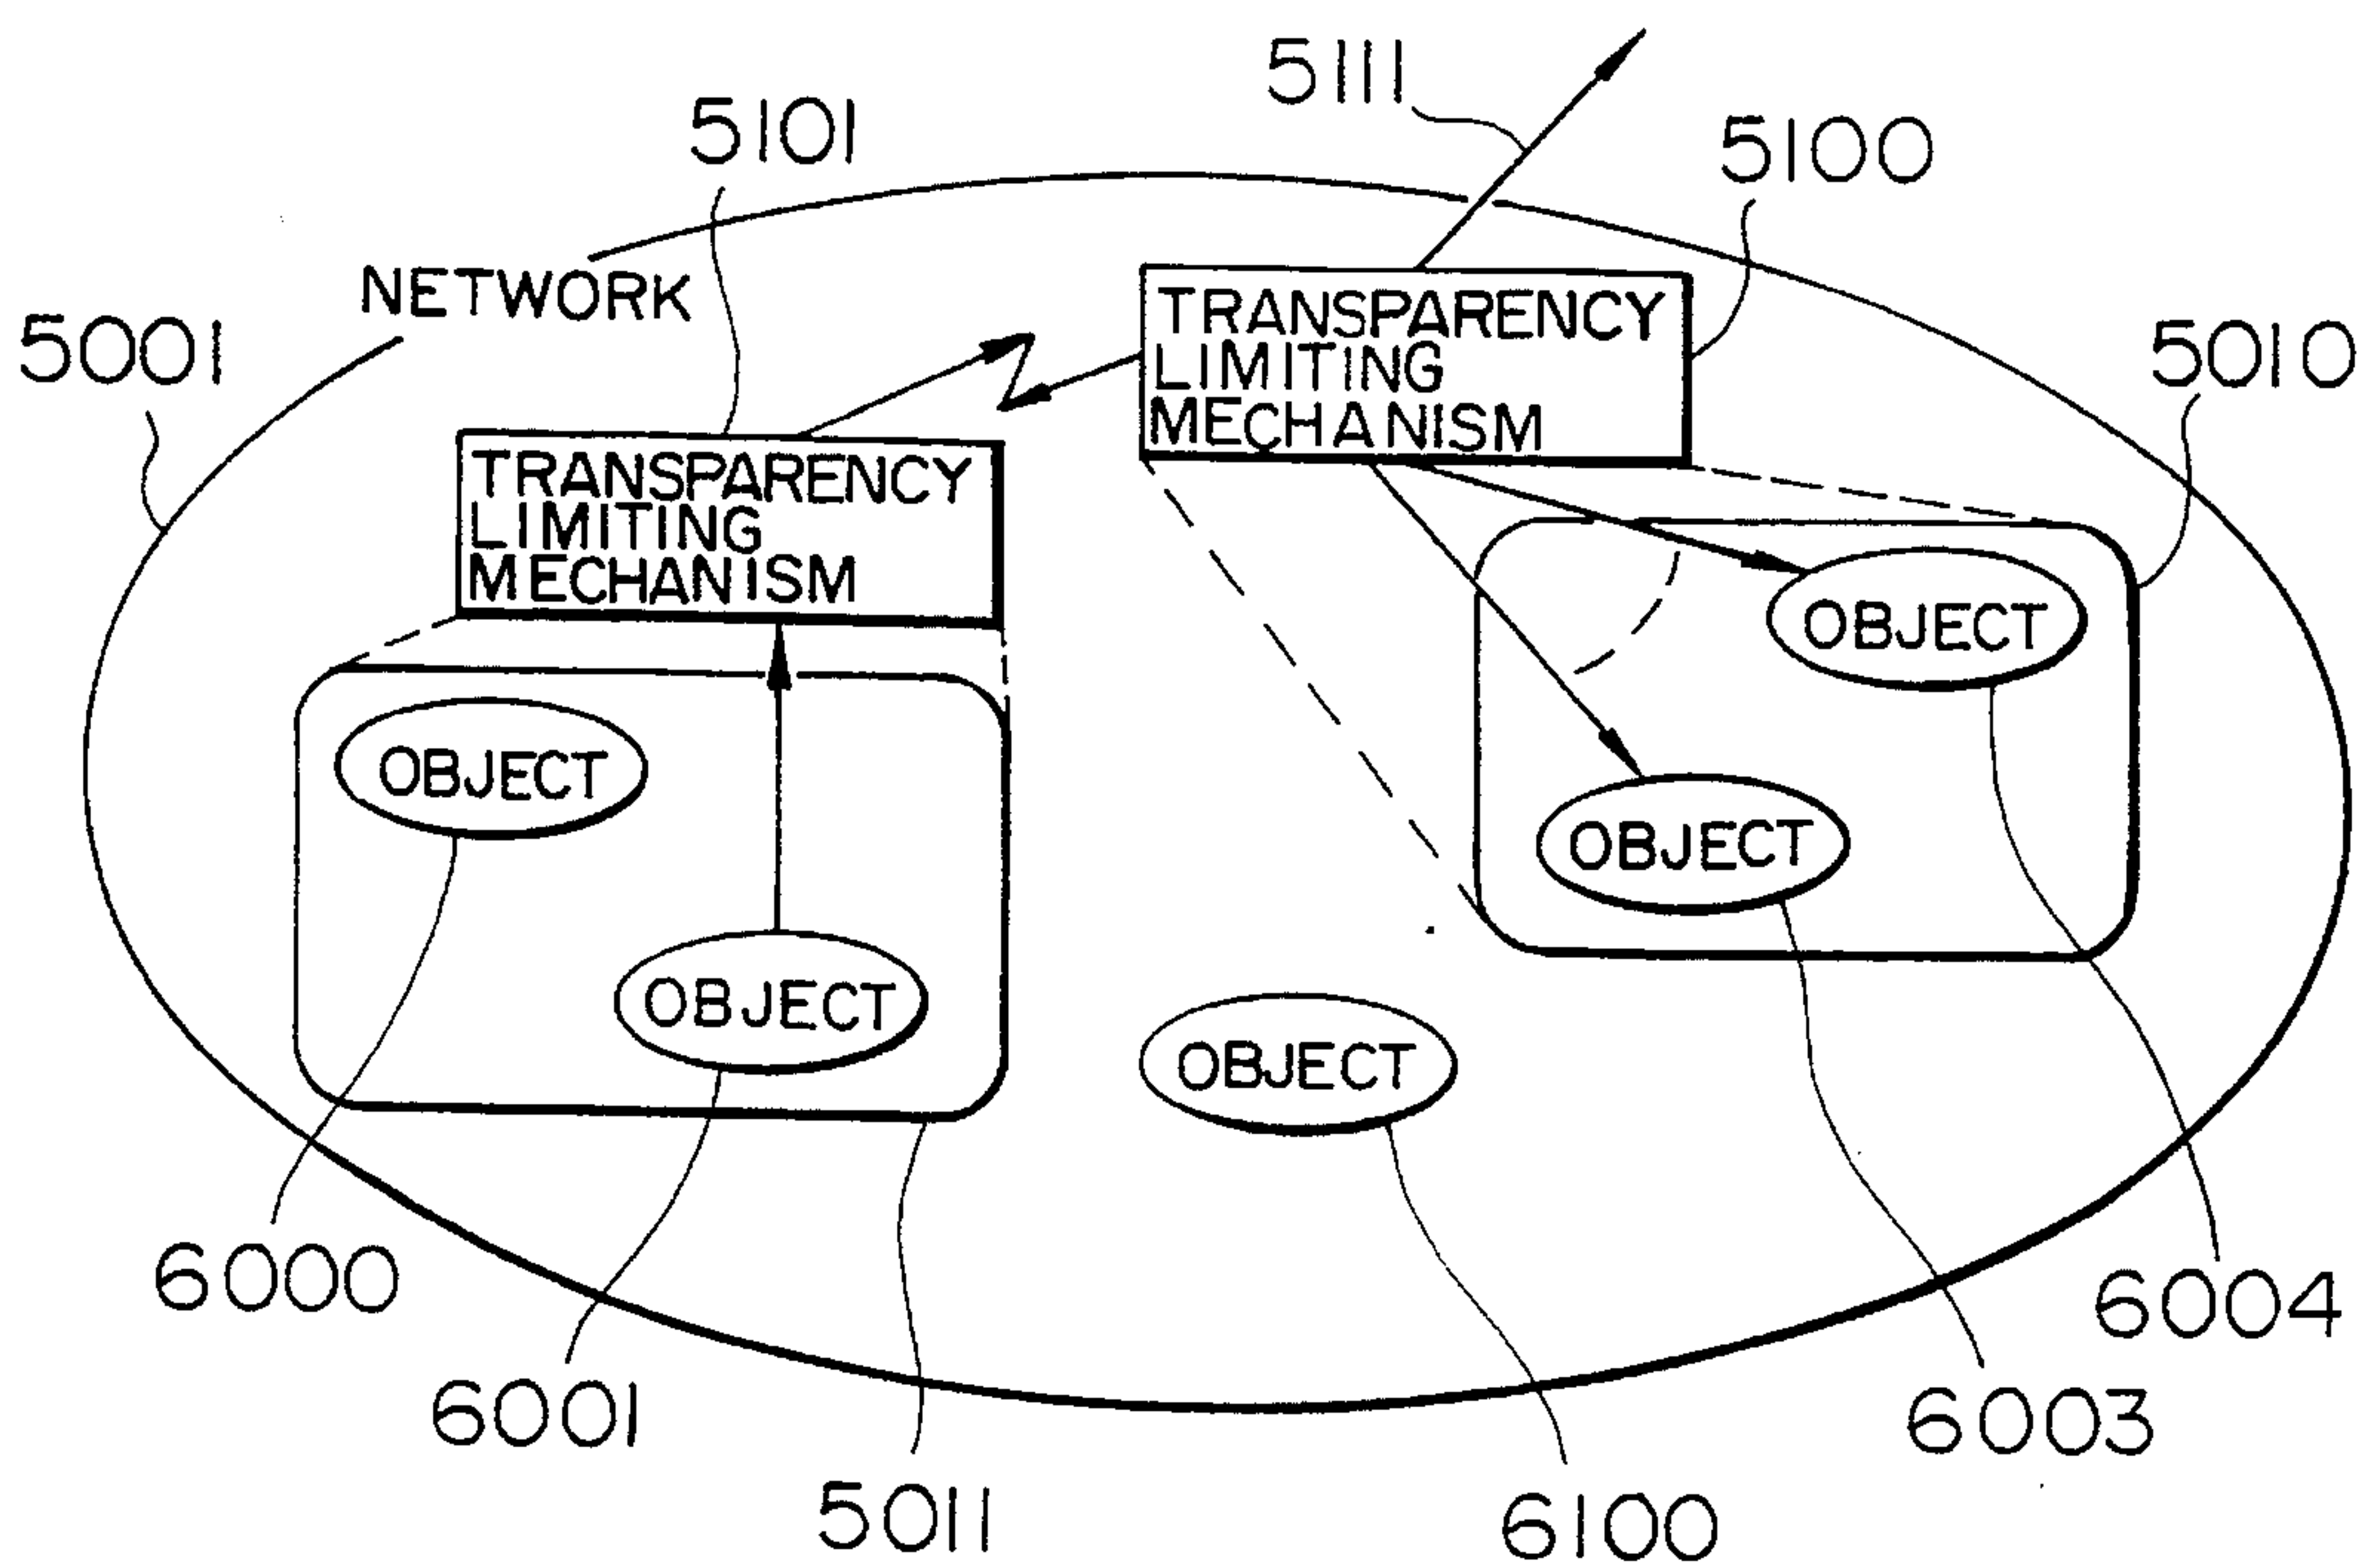 5111
5101
5100
NETWORK
5001
5010
TRANSPARENCY
LIMITING
MECHANISM
TRANSPARENCY
LIMITING
MECHANISM
OBJECT
OBJECT
OBJECT
OBJECT
OBJECT
6000
6004
6001
6003
5011
6100